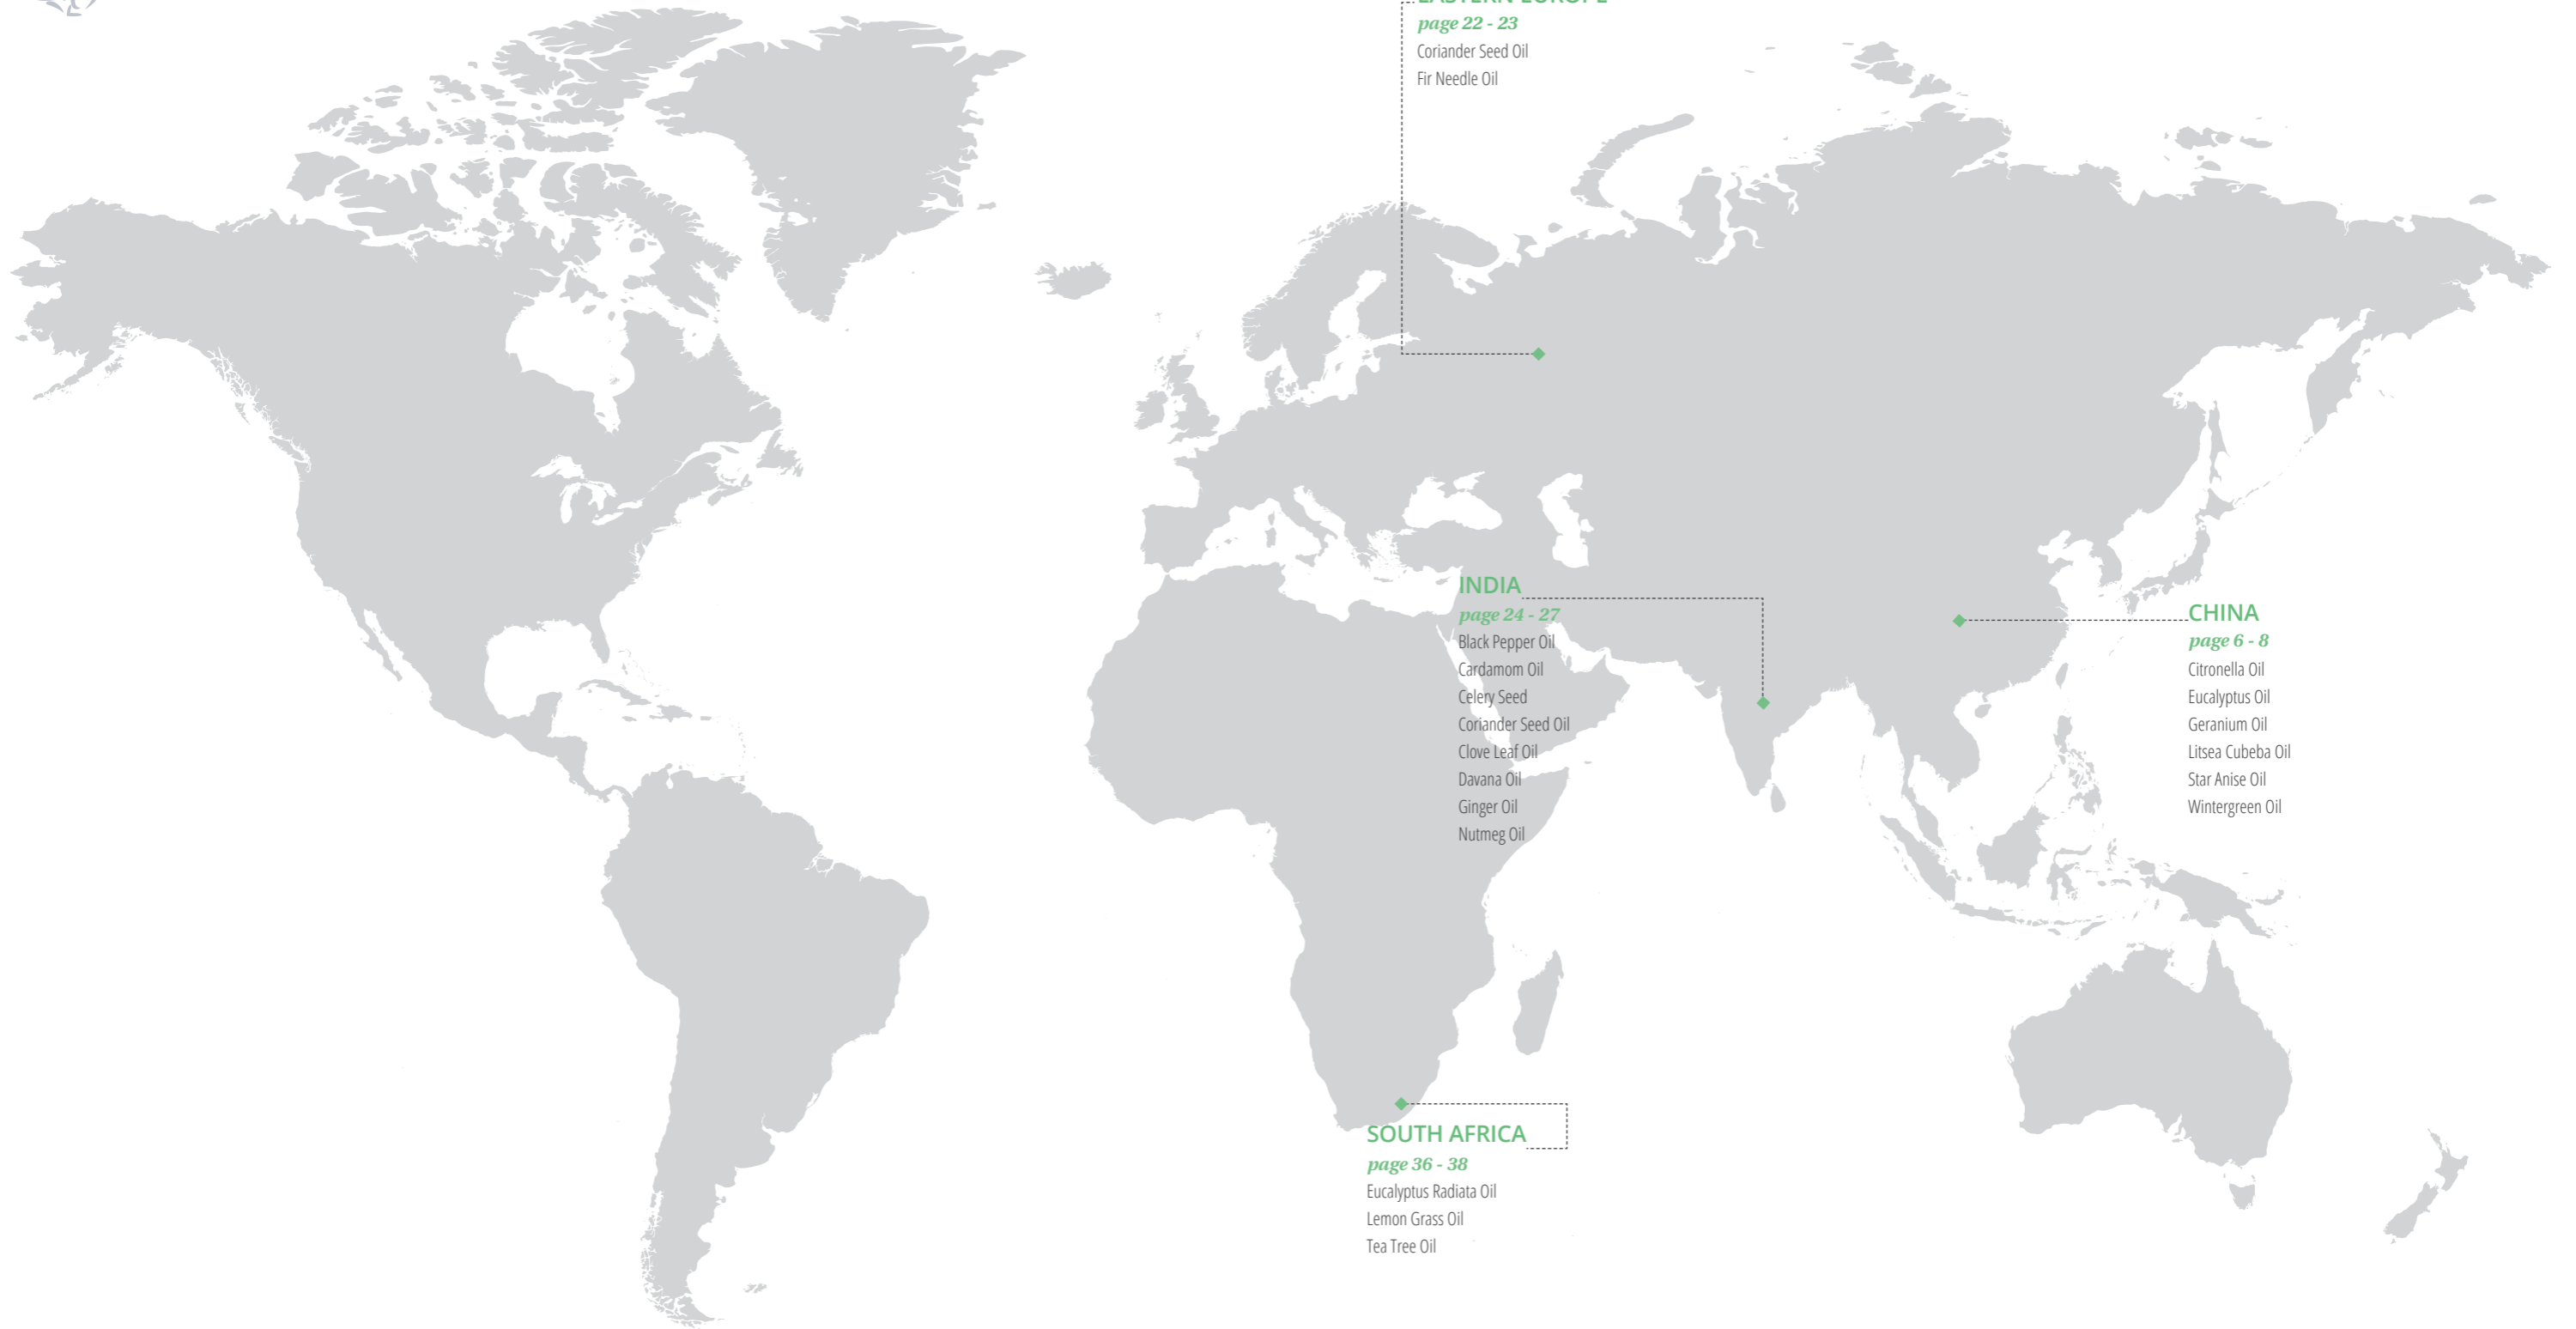 EASTERN EUROPE
page 22 - 23
Coriander Seed Oil
Fir Needle Oil
INDIA
page 24 - 27
Black Pepper Oil
Cardamom Oil
Celery Seed
Coriander Seed Oil
Clove Leaf Oil
Davana Oil
Ginger Oil
Nutmeg Oil
CHINA
page 6 - 8
Citronella Oil
Eucalyptus Oil
Geranium Oil
Litsea Cubeba Oil
Star Anise Oil
Wintergreen Oil
SOUTH AFRICA
page 36 - 38
Eucalyptus Radiata Oil
Lemon Grass Oil
Tea Tree Oil